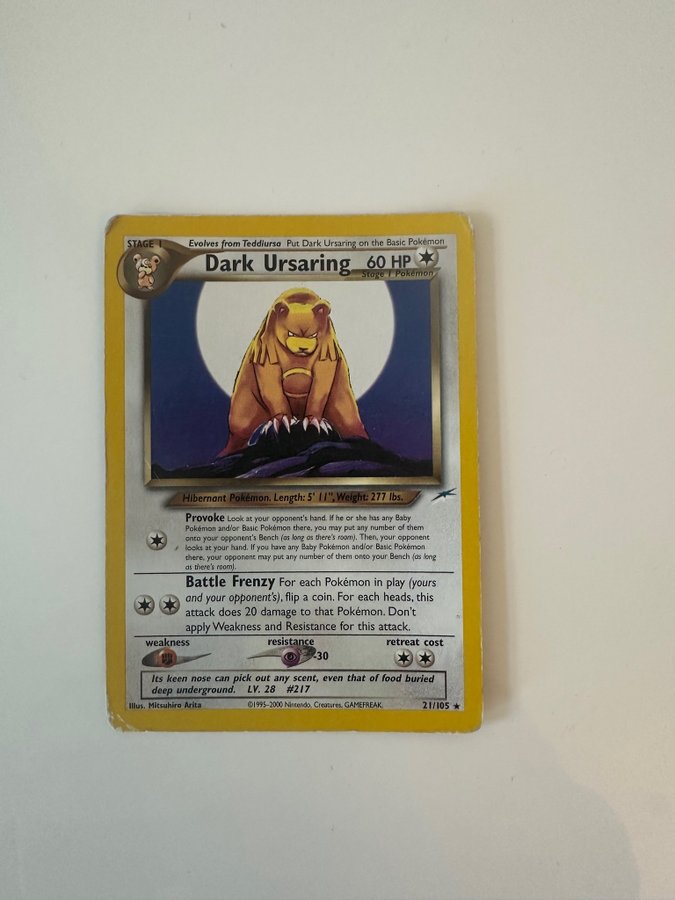 STAGE 1 Evolves from Teddiursa Put Dark Ursaring on the Basic Pokémon
Dark Ursaring 60 HP
Stage 1 Pokémon
Hibernant Pokémon. Length: 5' 11", Weight: 277 lbs.
Provoke Look at your opponent's hand. If he or she has any Baby
Pokémon and/or Basic Pokémon there, you may put any number of them
onto your opponent's Bench (as long as there's room). Then, your opponent
looks at your hand. If you have any Baby Pokémon and/or Basic Pokémon
there, your opponent may put any number of them onto your Bench (as long
as there's room).
Battle Frenzy For each Pokémon in play (yours
and your opponent's), flip a coin. For each heads, this
attack does 20 damage to that Pokémon. Don't
apply Weakness and Resistance for this attack.
weakness resistance retreat cost
-30
Its keen nose can pick out any scent, even that of food buried
deep underground. LV. 28 #217
Illus. Mitsuhiro Arita ©1995-2000 Nintendo, Creatures, GAMEFREAK. 21/105 ★